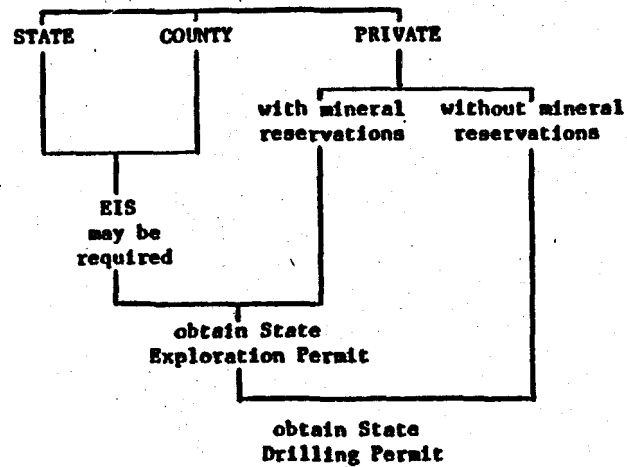 STATE COUNTY PRIVATE
with mineral reservations
without mineral reservations
EIS
may be
required
obtain State
Exploration Permit
obtain State
Drilling Permit